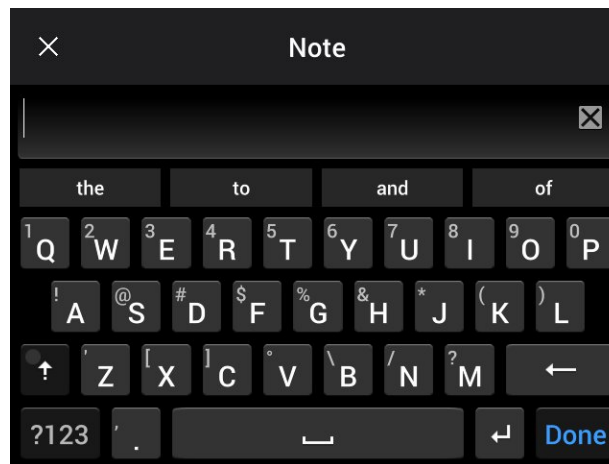 Note
the to and of
1 Q 2 W 3 E 4 R 5 T 6 Y 7 U 8 I 9 O 0 P
! A @ S # D $ F % G & H * J ( K ) L
' Z [ X ] C ° V \ B / N ? M
?123 ' . Done